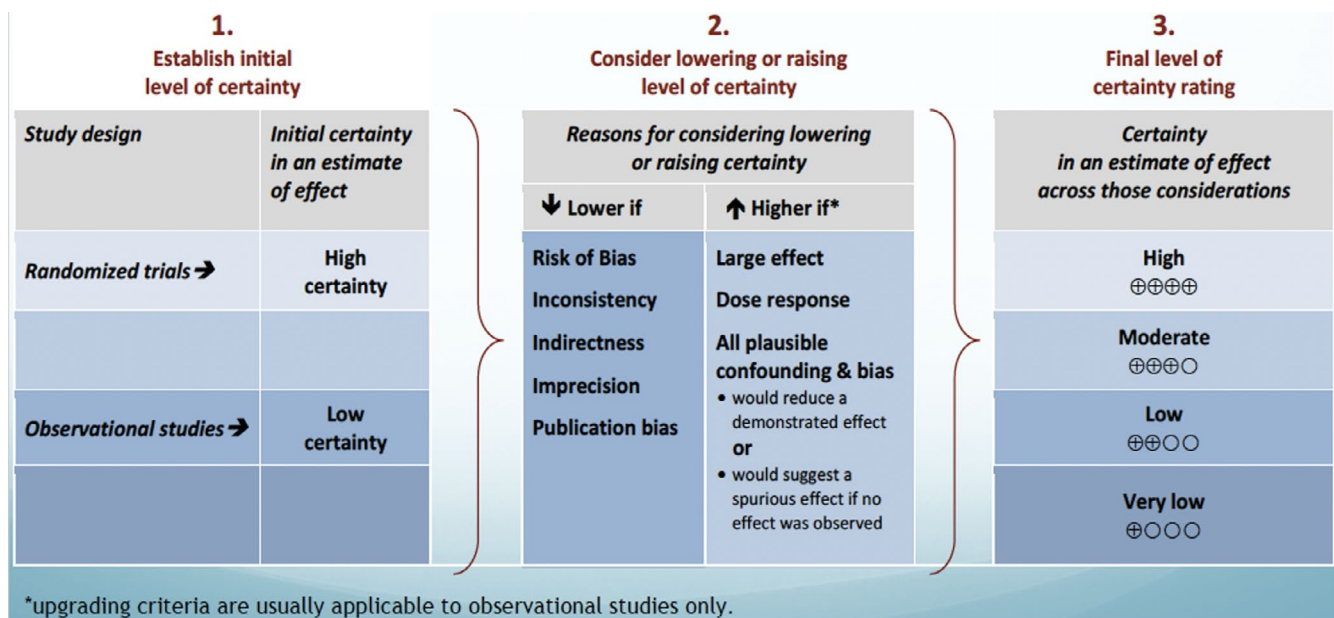 1.
Establish initial
level of certainty
Study design
Initial certainty
in an estimate
of effect
Randomized trials ➔
High
certainty
Observational studies ➔
Low
certainty
2.
Consider lowering or raising
level of certainty
Reasons for considering lowering
or raising certainty
🡇 Lower if
Risk of Bias
Inconsistency
Indirectness
Imprecision
Publication bias
🡅 Higher if*
Large effect
Dose response
All plausible
confounding & bias
• would reduce a
demonstrated effect
or
• would suggest a
spurious effect if no
effect was observed
3.
Final level of
certainty rating
Certainty
in an estimate of effect
across those considerations
High
⊕⊕⊕⊕
Moderate
⊕⊕⊕○
Low
⊕⊕○○
Very low
⊕○○○
*upgrading criteria are usually applicable to observational studies only.